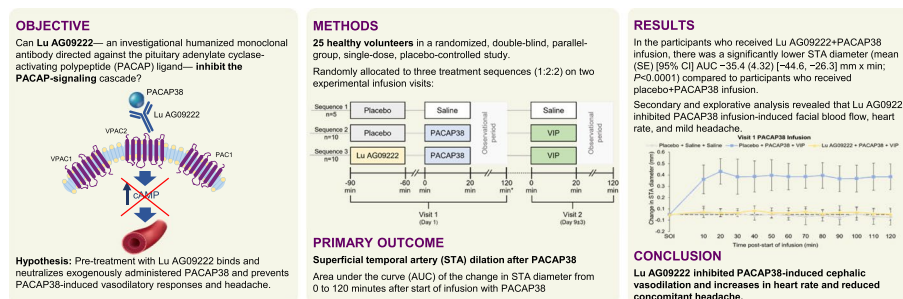 OBJECTIVE
Can Lu AG09222— an investigational humanized monoclonal
antibody directed against the pituitary adenylate cyclase-
activating polypeptide (PACAP) ligand— inhibit the
PACAP-signaling cascade?
PACAP38
Lu AG09222
VPAC2
VPAC1
PAC1
cAMP
Hypothesis: Pre-treatment with Lu AG09222 binds and
neutralizes exogenously administered PACAP38 and prevents
PACAP38-induced vasodilatory responses and headache.
METHODS
25 healthy volunteers in a randomized, double-blind, parallel-
group, single-dose, placebo-controlled study.
Randomly allocated to three treatment sequences (1:2:2) on two
experimental infusion visits:
Sequence 1
n=5
Placebo
Saline
Saline
Sequence 2
n=10
Placebo
PACAP38
VIP
Sequence 3
n=10
Lu AG09222
PACAP38
VIP
Observational
period
Observational
period
-90
min
-60
min
0
min
20
min
120
min*
0
min
20
min
120
min
Visit 1
(Day 1)
Visit 2
(Day 9±3)
PRIMARY OUTCOME
Superficial temporal artery (STA) dilation after PACAP38
Area under the curve (AUC) of the change in STA diameter from
0 to 120 minutes after start of infusion with PACAP38
RESULTS
In the participants who received Lu AG09222+PACAP38
infusion, there was a significantly lower STA diameter (mean
(SE) [95% CI] AUC −35.4 (4.32) [−44.6, −26.3] mm x min;
P<0.0001) compared to participants who received
placebo+PACAP38 infusion.
Secondary and explorative analysis revealed that Lu AG0922
inhibited PACAP38 infusion-induced facial blood flow, heart
rate, and mild headache.
Visit 1 PACAP38 Infusion
Placebo + Saline + Saline
Placebo + PACAP38 + VIP
Lu AG09222 + PACAP38 + VIP
Change in STA diameter (mm)
SOI 10 20 30 40 50 60 70 80 90 100 110 120
Time post-start of infusion (min)
CONCLUSION
Lu AG09222 inhibited PACAP38-induced cephalic
vasodilation and increases in heart rate and reduced
concomitant headache.